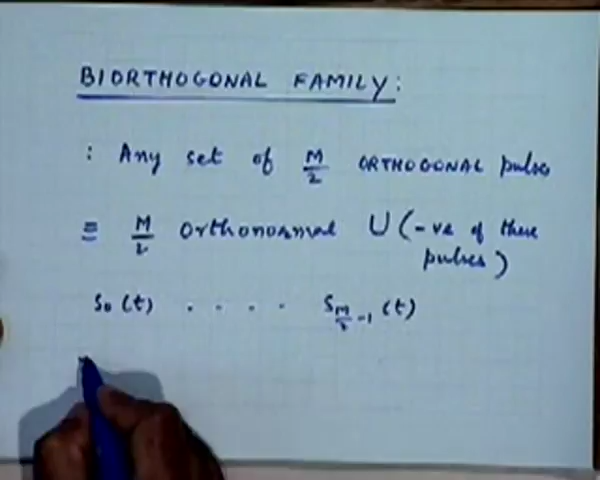 BIORTHOGONAL FAMILY:
: Any set of M/2 ORTHOGONAL pulses
≡ M/2 orthonormal U (-ve of these pulses)
S₀(t) . . . . S_{M/2 -1}(t)